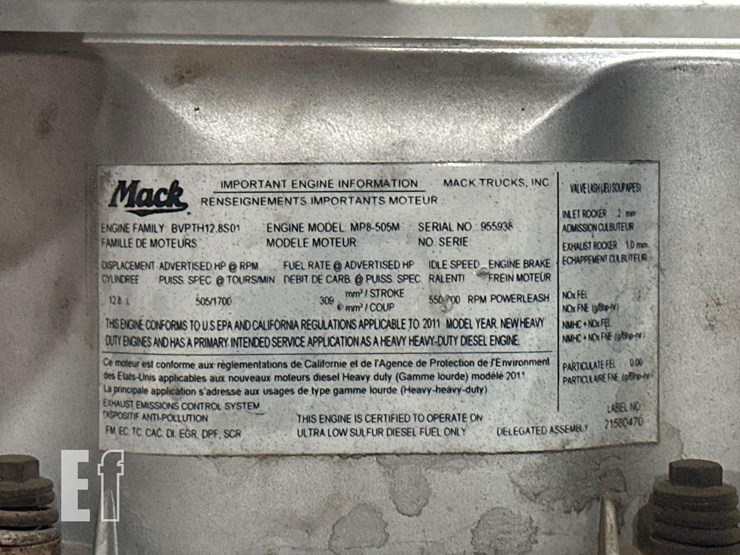 Mack
IMPORTANT ENGINE INFORMATION
MACK TRUCKS, INC
RENSEIGNEMENTS IMPORTANTS MOTEUR
ENGINE FAMILY BVPTH12.8S01 ENGINE MODEL MP8-505M SERIAL NO 955938
FAMILLE DE MOTEURS MODELE MOTEUR NO. SERIE
DISPLACEMENT ADVERTISED HP @ RPM FUEL RATE @ ADVERTISED HP IDLE SPEED ENGINE BRAKE
CYLINDREE PUISS SPEC @ TOURS/MIN DEBIT DE CARB. @ PUISS. SPEC RALENTI FREIN MOTEUR
12.8 L 505/1700 309 mm³ / STROKE 550 700 RPM POWERLEASH
mm³ / COUP
THIS ENGINE CONFORMS TO U.S EPA AND CALIFORNIA REGULATIONS APPLICABLE TO 2011 MODEL YEAR. NEW HEAVY
DUTY ENGINES AND HAS A PRIMARY INTENDED SERVICE APPLICATION AS A HEAVY HEAVY-DUTY DIESEL ENGINE.
Ce moteur est conforme aux réglementations de Californie et de l'Agence de Protection de l'Environment
des Etats-Unis applicables aux nouveaux moteurs diesel Heavy duty (Gamme lourde) modèlé 2011
La principale application s'adresse aux usages de type gamme lourde (Heavy-heavy-duty)
EXHAUST EMISSIONS CONTROL SYSTEM
DISPOSITIF ANTI-POLLUTION
EM. EC, TC, CAC, DI, EGR, DPF, SCR
THIS ENGINE IS CERTIFIED TO OPERATE ON
ULTRA LOW SULFUR DIESEL FUEL ONLY
DELEGATED ASSEMBLY
VALVE LASH (JEU SOUPAPES)
INLET ROCKER 2 mm
ADMISSION CULBUTEUR
EXHAUST ROCKER 1.0 mm
ECHAPPEMENT CULBUTEUR
NOx FEL
NOx FNE (g/Bhp-hr)
NMHC + NOx FEL
NMHC + NOx FNE (g/Bhp-hr)
PARTICULATE FEL 0.00
PARTICULAIRE FNE (g/Bhp-hr)
LABEL NO
21580470
Ef